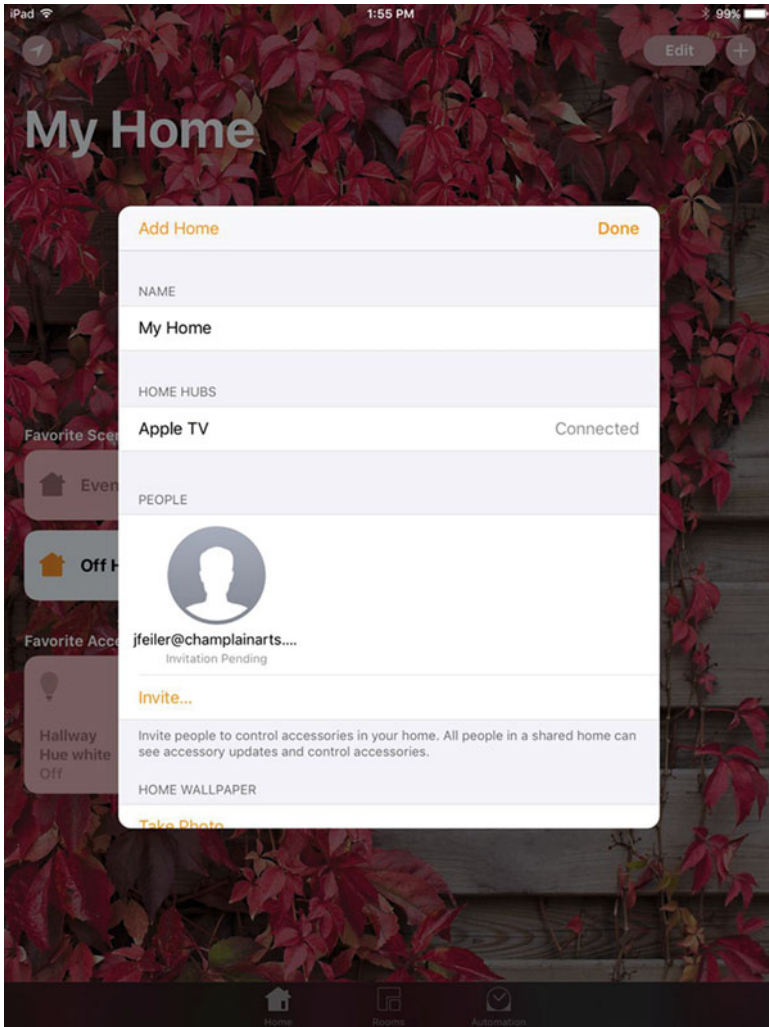 iPad 1:55 PM 99%
Edit
My Home
Add Home Done
NAME
My Home
HOME HUBS
Apple TV Connected
Favorite Scen
Even
PEOPLE
Off H
Favorite Acce
jfeiler@champlainarts....
Invitation Pending
Invite...
Hallway
Hue white
Off
Invite people to control accessories in your home. All people in a shared home can
see accessory updates and control accessories.
HOME WALLPAPER
Take Photo
Home Rooms Automation